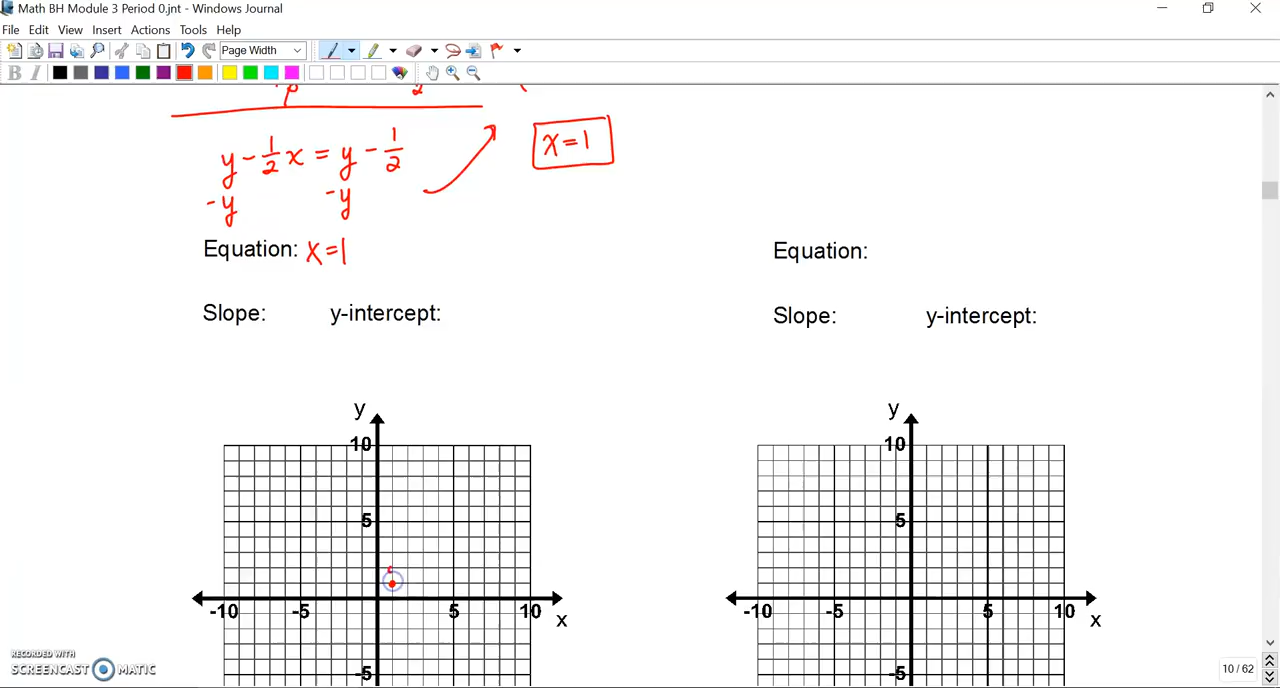 Math BH Module 3 Period 0.jnt - Windows Journal
File Edit View Insert Actions Tools Help
Page Width
B I
y - 1/2 x = y - 1/2
x = 1
-y -y
Equation: x = 1
Equation:
Slope: y-intercept:
Slope: y-intercept:
y
y
10
10
5
5
-10 -5 5 10 x
-10 -5 5 10 x
-5
-5
RECORDED WITH
SCREENCAST MATIC
10 / 62